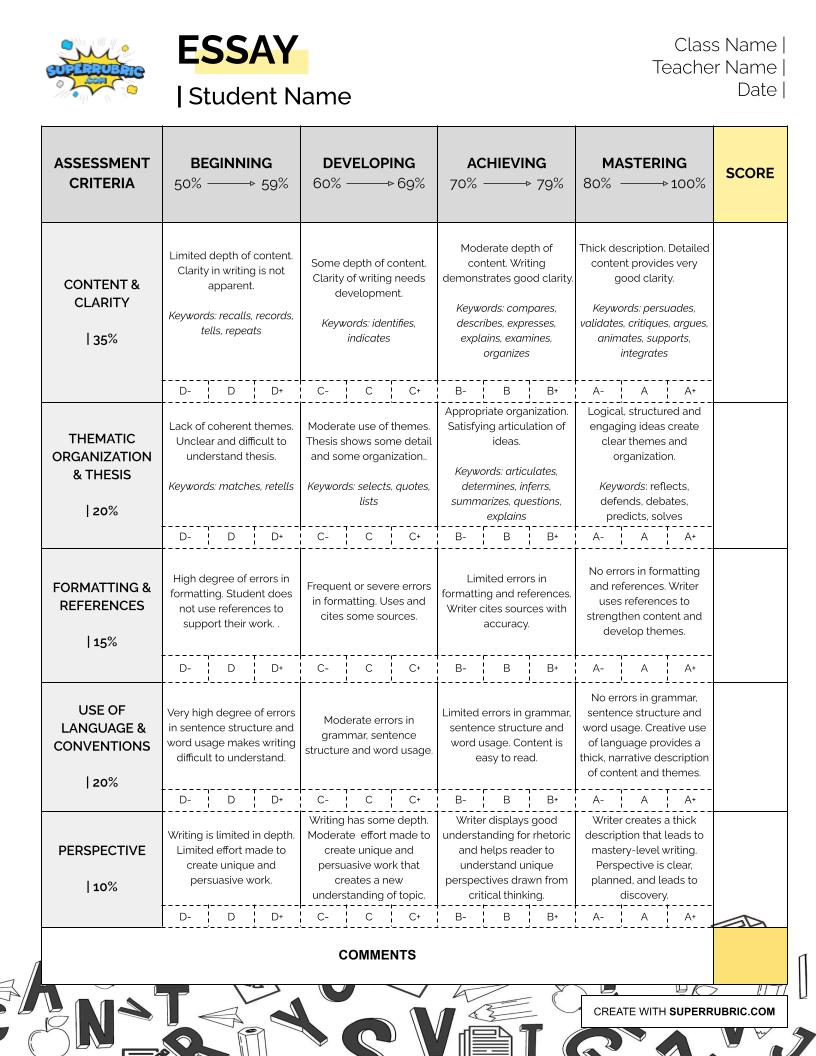 SUPERRUBRIC
.COM
ESSAY
| Student Name
Class Name |
Teacher Name |
Date |
ASSESSMENT
CRITERIA
BEGINNING
50% 59%
DEVELOPING
60% 69%
ACHIEVING
70% 79%
MASTERING
80% 100%
SCORE
CONTENT &
CLARITY
| 35%
Limited depth of content.
Clarity in writing is not
apparent.
Keywords: recalls, records,
tells, repeats
Some depth of content.
Clarity of writing needs
development.
Keywords: identifies,
indicates
Moderate depth of
content. Writing
demonstrates good clarity.
Keywords: compares,
describes, expresses,
explains, examines,
organizes
Thick description. Detailed
content provides very
good clarity.
Keywords: persuades,
validates, critiques, argues,
animates, supports,
integrates
D- D D+ C- C C+ B- B B+ A- A A+
THEMATIC
ORGANIZATION
& THESIS
| 20%
Lack of coherent themes.
Unclear and difficult to
understand thesis.
Keywords: matches, retells
Moderate use of themes.
Thesis shows some detail
and some organization..
Keywords: selects, quotes,
lists
Appropriate organization.
Satisfying articulation of
ideas.
Keywords: articulates,
determines, inferrs,
summarizes, questions,
explains
Logical, structured and
engaging ideas create
clear themes and
organization.
Keywords: reflects,
defends, debates,
predicts, solves
D- D D+ C- C C+ B- B B+ A- A A+
FORMATTING &
REFERENCES
| 15%
High degree of errors in
formatting. Student does
not use references to
support their work. .
Frequent or severe errors
in formatting. Uses and
cites some sources.
Limited errors in
formatting and references.
Writer cites sources with
accuracy.
No errors in formatting
and references. Writer
uses references to
strengthen content and
develop themes.
D- D D+ C- C C+ B- B B+ A- A A+
USE OF
LANGUAGE &
CONVENTIONS
| 20%
Very high degree of errors
in sentence structure and
word usage makes writing
difficult to understand.
Moderate errors in
grammar, sentence
structure and word usage.
Limited errors in grammar,
sentence structure and
word usage. Content is
easy to read.
No errors in grammar,
sentence structure and
word usage. Creative use
of language provides a
thick, narrative description
of content and themes.
D- D D+ C- C C+ B- B B+ A- A A+
PERSPECTIVE
| 10%
Writing is limited in depth.
Limited effort made to
create unique and
persuasive work.
Writing has some depth.
Moderate effort made to
create unique and
persuasive work that
creates a new
understanding of topic.
Writer displays good
understanding for rhetoric
and helps reader to
understand unique
perspectives drawn from
critical thinking.
Writer creates a thick
description that leads to
mastery-level writing.
Perspective is clear,
planned, and leads to
discovery.
D- D D+ C- C C+ B- B B+ A- A A+
COMMENTS
CREATE WITH SUPERRUBRIC.COM